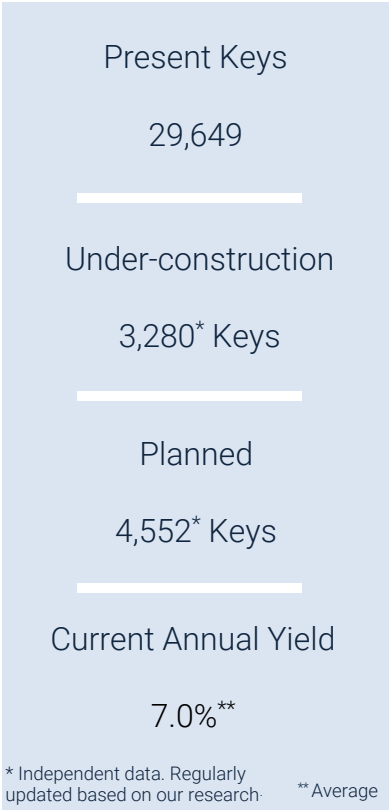 Present Keys
29,649
Under-construction
3,280* Keys
Planned
4,552* Keys
Current Annual Yield
7.0%**
* Independent data. Regularly
updated based on our research.
** Average